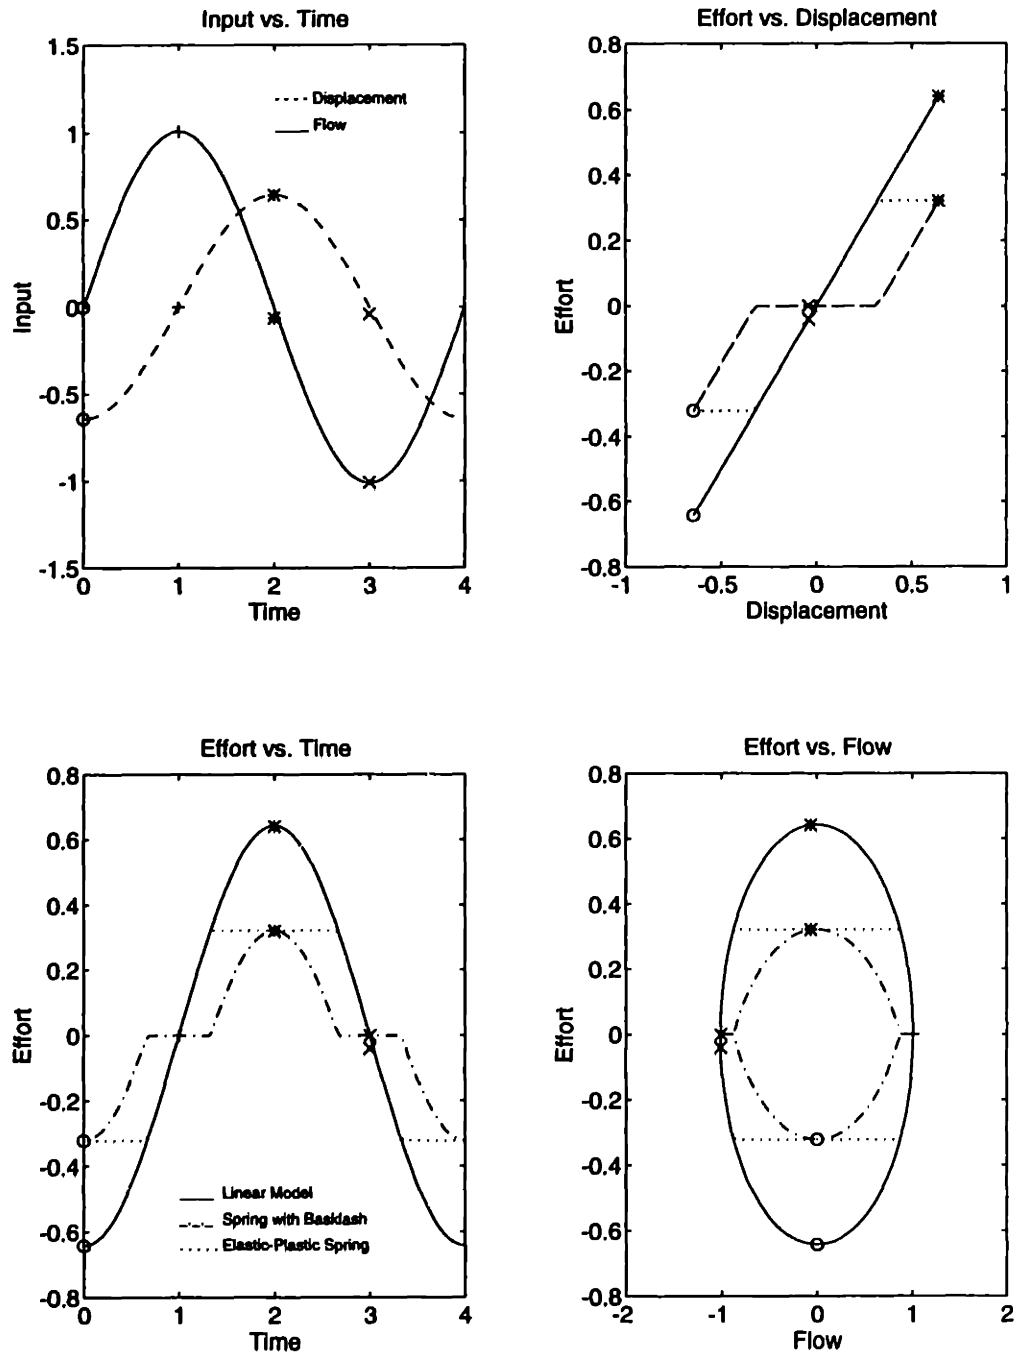 Input vs. Time
1.5
1
0.5
0
-0.5
-1
-1.5
Input
Displacement
Flow
0 1 2 3 4
Time
Effort vs. Displacement
0.8
0.6
0.4
0.2
0
-0.2
-0.4
-0.6
-0.8
Effort
-1 -0.5 0 0.5 1
Displacement
Effort vs. Time
0.8
0.6
0.4
0.2
0
-0.2
-0.4
-0.6
-0.8
Effort
Linear Model
Spring with Basklash
Elastic-Plastic Spring
0 1 2 3 4
Time
Effort vs. Flow
0.8
0.6
0.4
0.2
0
-0.2
-0.4
-0.6
-0.8
Effort
-2 -1 0 1 2
Flow